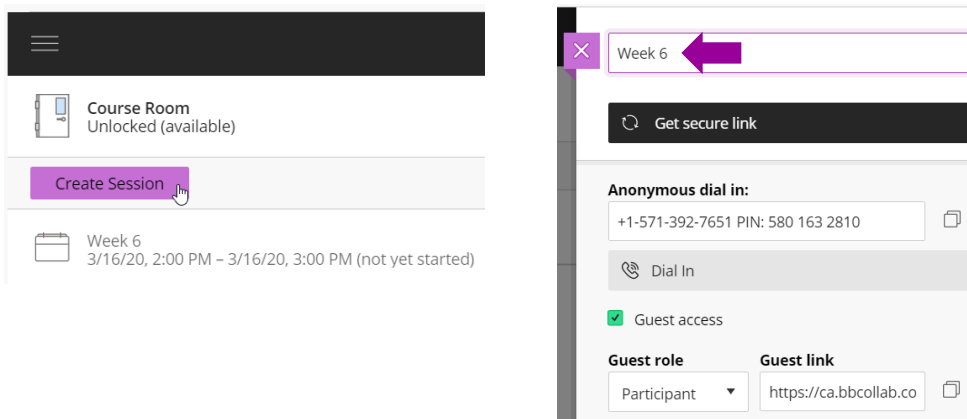 Course Room
Unlocked (available)
Create Session
Week 6
3/16/20, 2:00 PM – 3/16/20, 3:00 PM (not yet started)
Week 6
Get secure link
Anonymous dial in:
+1-571-392-7651 PIN: 580 163 2810
Dial In
Guest access
Guest role Guest link
Participant https://ca.bbcollab.co